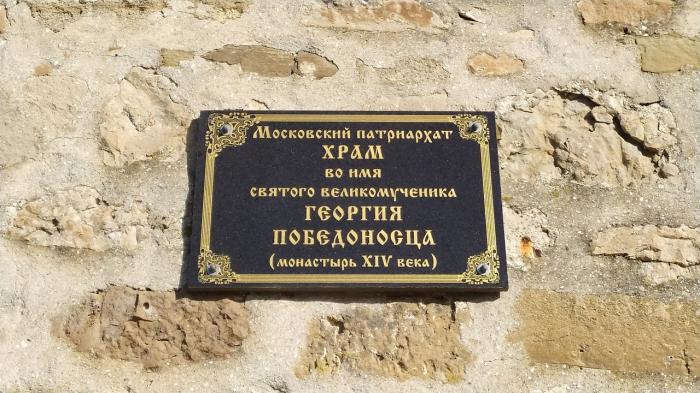 Московский патриархат
ХРАМ
во имя
святого великомученика
ГЕОРГИЯ
ПОБЕДОНОСЦА
(монастырь XIV века)